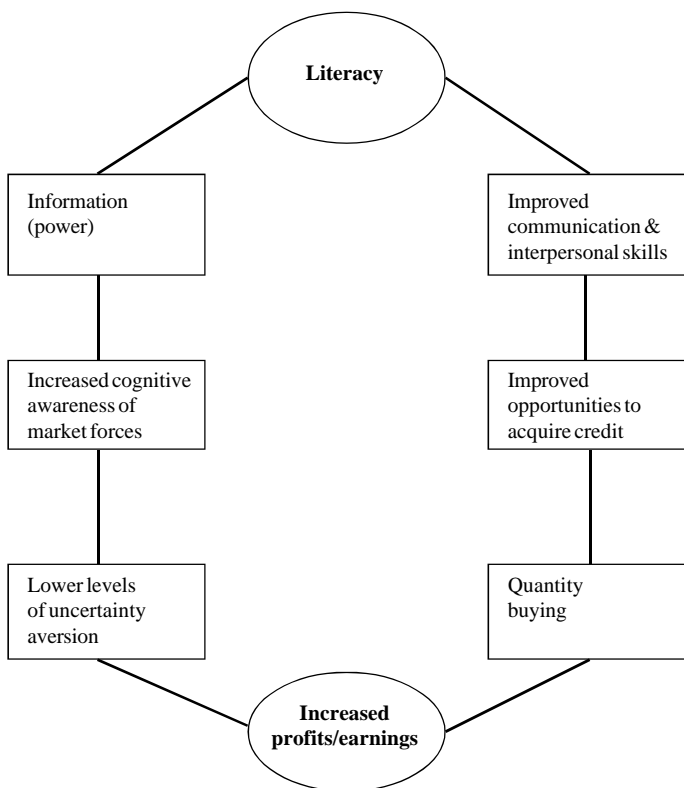 Literacy
Information
(power)
Improved
communication &
interpersonal skills
Increased cognitive
awareness of
market forces
Improved
opportunities to
acquire credit
Lower levels
of uncertainty
aversion
Quantity
buying
Increased
profits/earnings